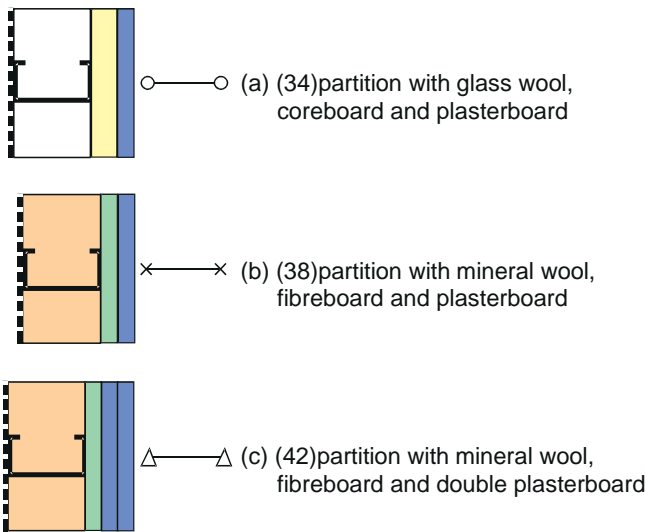 (a) (34)partition with glass wool,
coreboard and plasterboard
(b) (38)partition with mineral wool,
fibreboard and plasterboard
(c) (42)partition with mineral wool,
fibreboard and double plasterboard